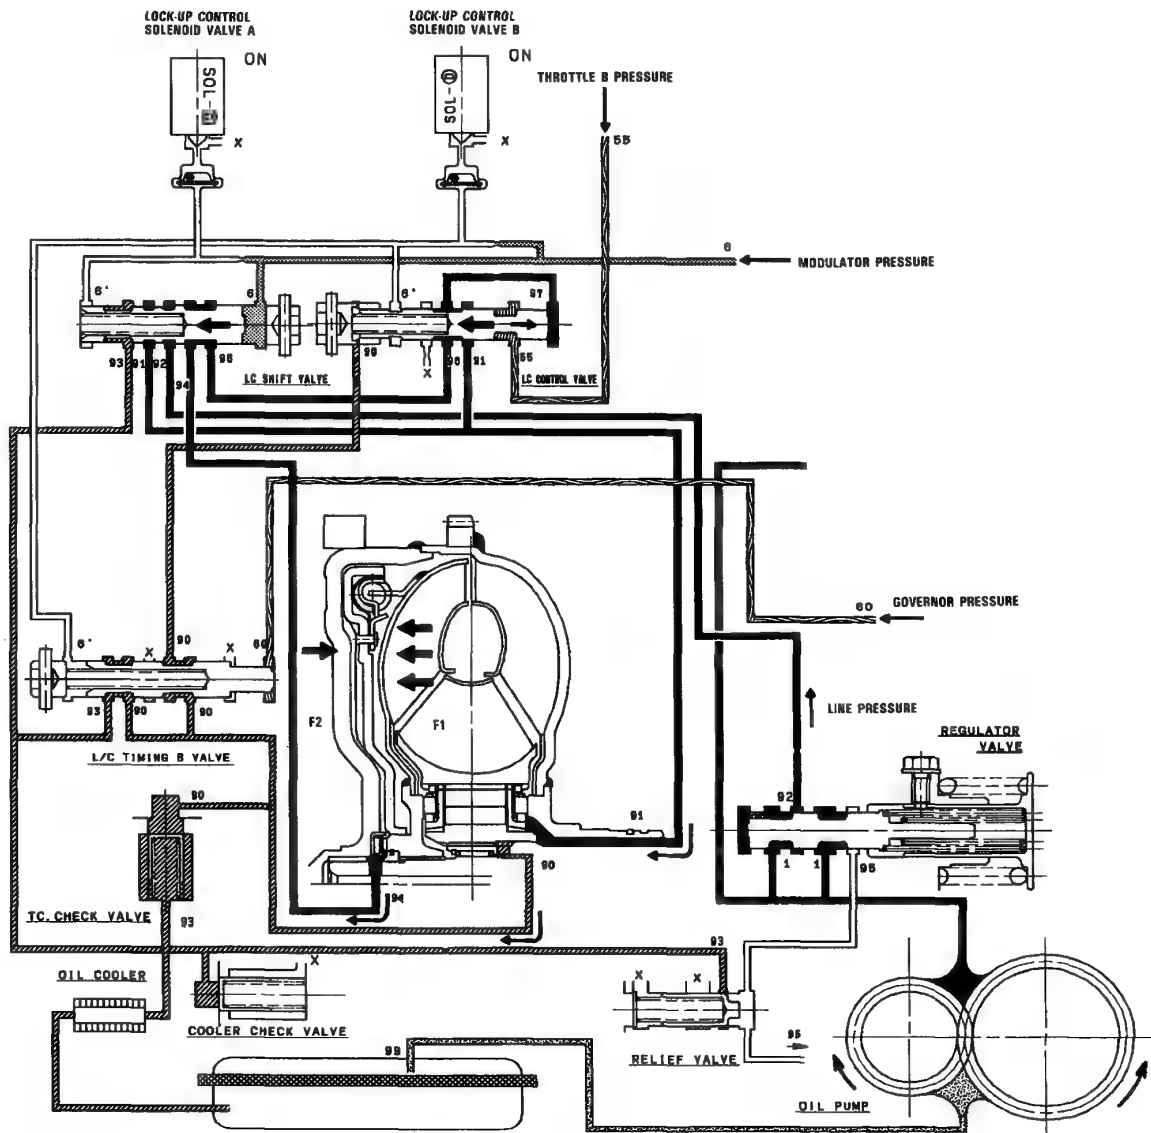 LOCK-UP CONTROL
SOLENOID VALVE A
LOCK-UP CONTROL
SOLENOID VALVE B
ON
ON
SOL-
SOL-D
THROTTLE B PRESSURE
X
X
55
6
MODULATOR PRESSURE
6'
6
6'
97
93
91
92
94
96
90
X
96
91
55
LC SHIFT VALVE
LC CONTROL VALVE
60
GOVERNOR PRESSURE
6'
90
X
X
60
93
90
90
L/C TIMING B VALVE
F2
F1
LINE PRESSURE
REGULATOR
VALVE
90
91
92
1
1
95
90
94
TC. CHECK VALVE
93
93
OIL COOLER
X
X
X
COOLER CHECK VALVE
RELIEF VALVE
95
99
OIL PUMP